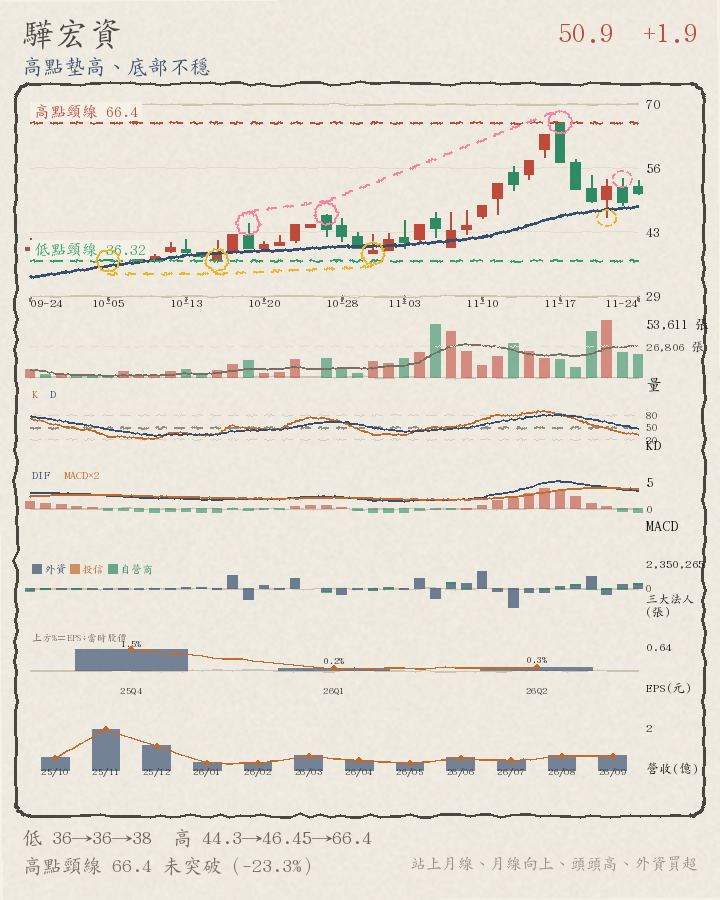 驊宏資
50.9 +1.9
高點墊高、底部不穩
高點頸線 66.4
70
56
43
低點頸線 36.32
29
09-24 10-05 10-13 10-20 10-28 11-03 11-10 11-17 11-24
53,611 張
26,806 張
量
K D
80
50
20
KD
DIF MACD×2
5
0
MACD
外資 投信 自營商
2,350,265
0
三大法人
(張)
上方%=EPS÷當時股價
1.5%
0.2%
0.3%
0.64
25Q4 26Q1 26Q2
EPS(元)
2
25/10 25/11 25/12 26/01 26/02 26/03 26/04 26/05 26/06 26/07 26/08 26/09
營收(億)
低 36→36→38 高 44.3→46.45→66.4
高點頸線 66.4 未突破 (-23.3%)
站上月線、月線向上、頭頭高、外資買超